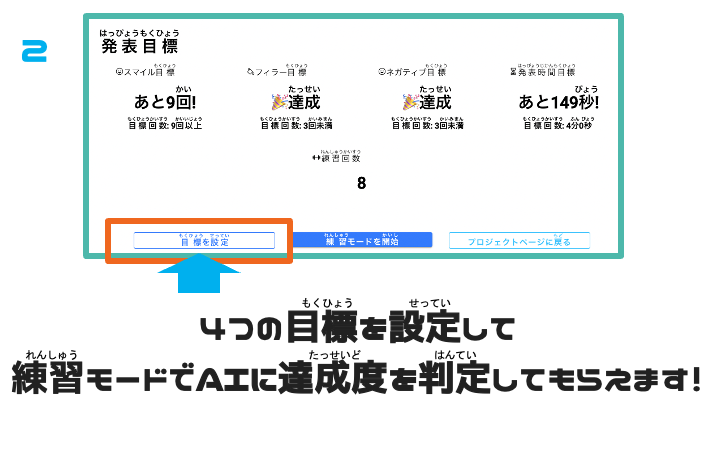 2
はっぴょうもくひょう
発表目標
もくひょう
☺スマイル目標
もくひょう
フィラー目標
もくひょう
☺ネガティブ目標
はっぴょうじかんもくひょう
⌛発表時間目標
かい
あと9回!
たっせい
🎉達成
たっせい
🎉達成
びょう
あと149秒!
もくひょうかいすう かいいじょう
目標回数: 9回以上
もくひょうかいすう かいみまん
目標回数: 3回未満
もくひょうかいすう かいみまん
目標回数: 3回未満
もくひょうかいすう ふん びょう
目標回数: 4分0秒
れんしゅうかいすう
練習回数
8
もくひょう せってい
目標を設定
れんしゅう かいし
練習モードを開始
もど
プロジェクトページに戻る
もくひょう せってい
4つの目標を設定して
れんしゅう たっせいど はんてい
練習モードでAIに達成度を判定してもらえます!